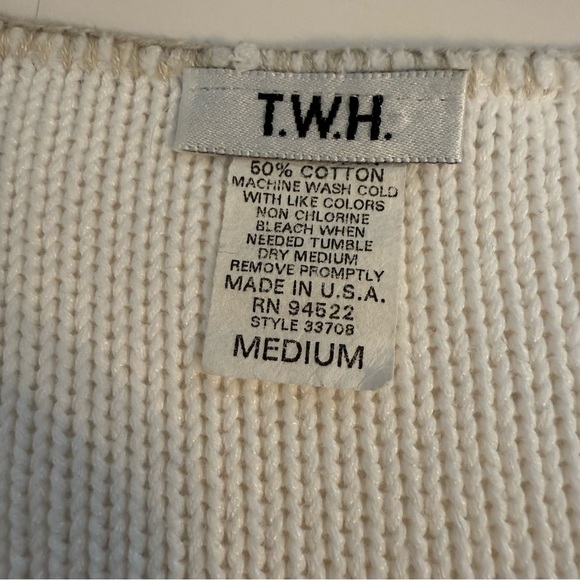 T.W.H.
50% COTTON
MACHINE WASH COLD
WITH LIKE COLORS
NON CHLORINE
BLEACH WHEN
NEEDED TUMBLE
DRY MEDIUM
REMOVE PROMPTLY
MADE IN U.S.A.
RN 94522
STYLE 33708
MEDIUM